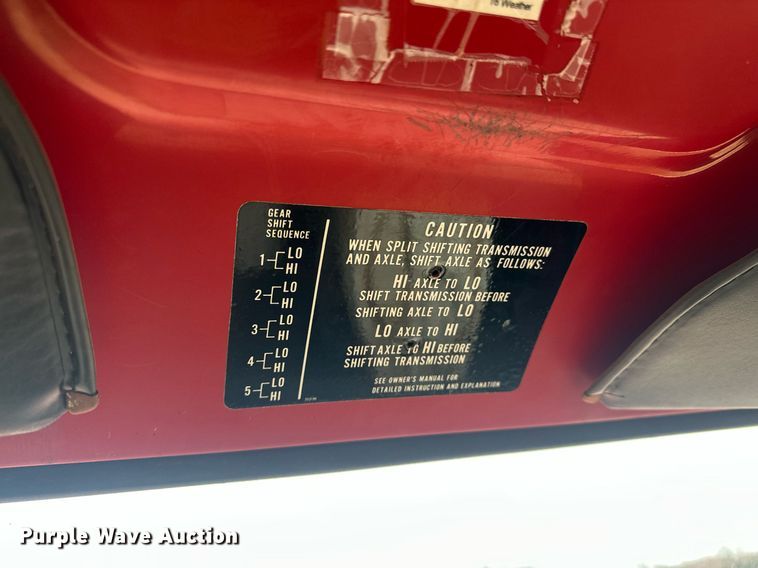 16 Weather
GEAR
SHIFT
SEQUENCE
1 LO
HI
2 LO
HI
3 LO
HI
4 LO
HI
5 LO
HI
CAUTION
WHEN SPLIT SHIFTING TRANSMISSION
AND AXLE, SHIFT AXLE AS FOLLOWS:
HI AXLE TO LO
SHIFT TRANSMISSION BEFORE
SHIFTING AXLE TO LO
LO AXLE TO HI
SHIFT AXLE TO HI BEFORE
SHIFTING TRANSMISSION
SEE OWNER'S MANUAL FOR
DETAILED INSTRUCTION AND EXPLANATION
Purple Wave Auction